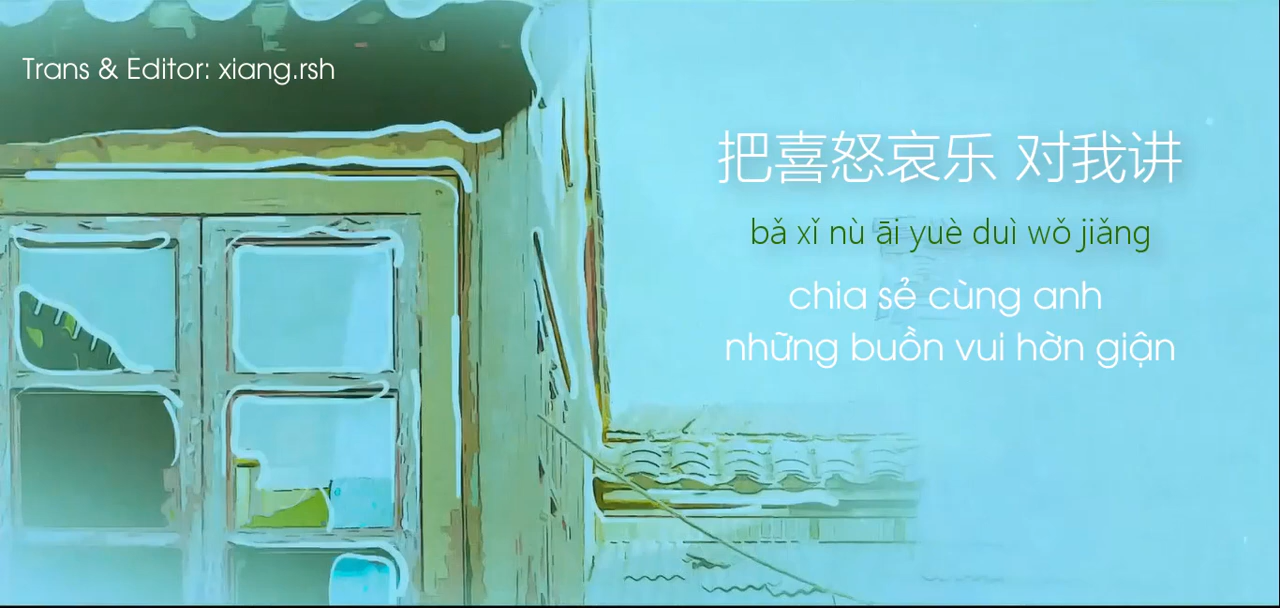 Trans & Editor: xiang.rsh
把喜怒哀乐 对我讲
bǎ xǐ nù āi yuè duì wǒ jiǎng
chia sẻ cùng anh
những buồn vui hờn giận